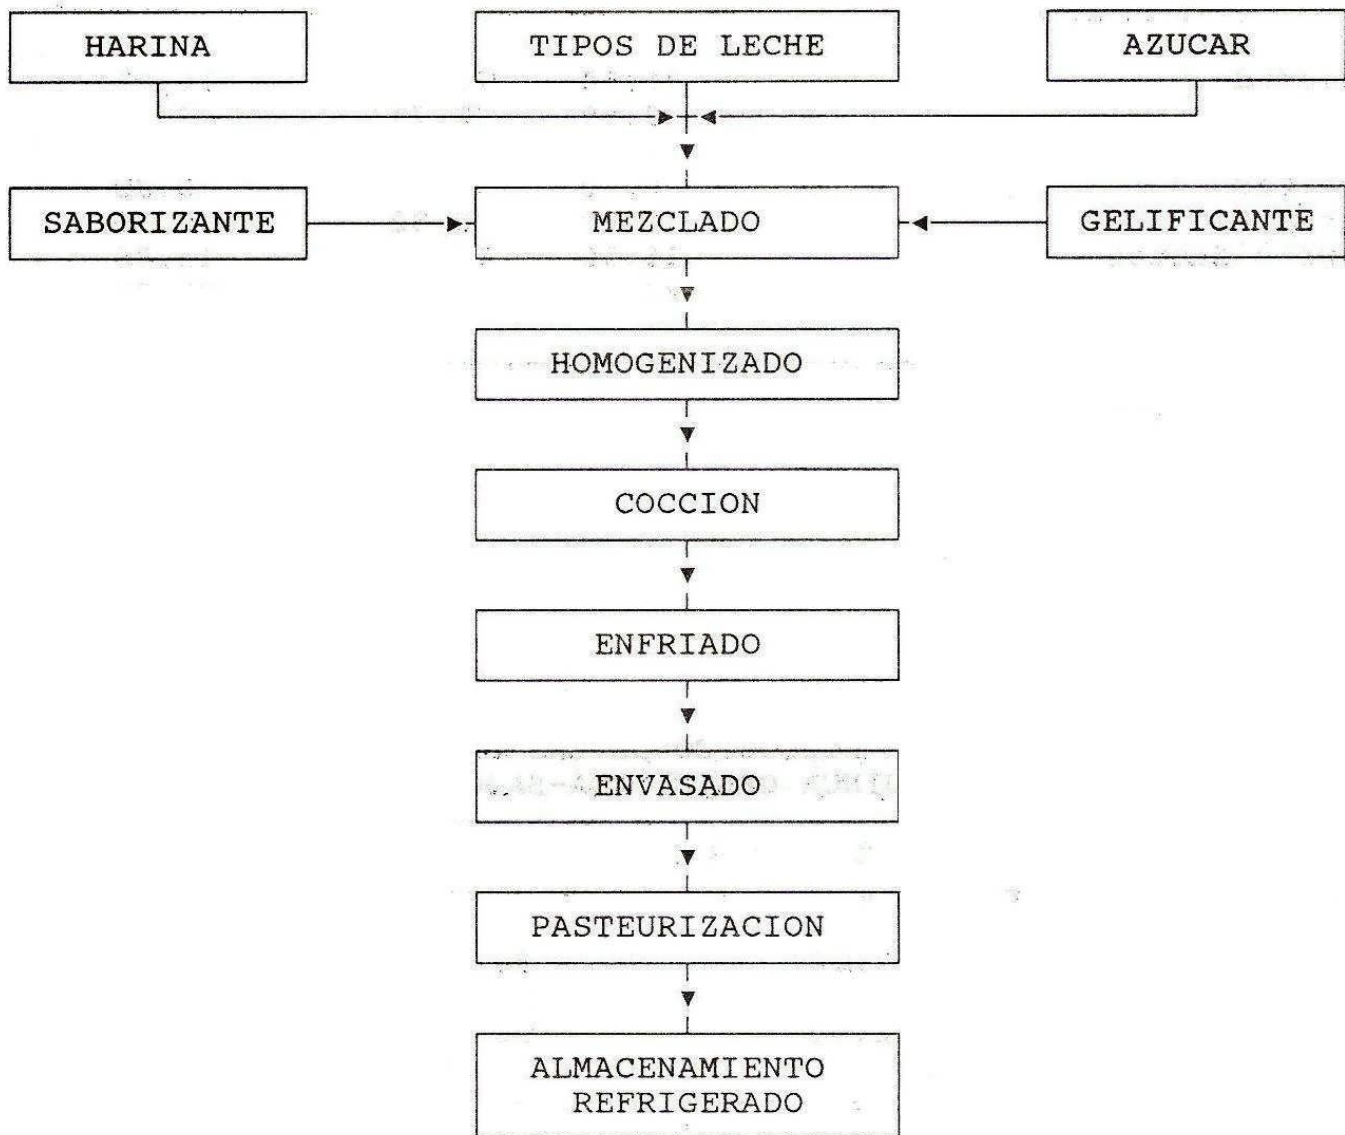 HARINA
TIPOS DE LECHE
AZUCAR
SABORIZANTE
MEZCLADO
GELIFICANTE
HOMOGENIZADO
COCCION
ENFRIADO
ENVASADO
PASTEURIZACION
ALMACENAMIENTO
REFRIGERADO